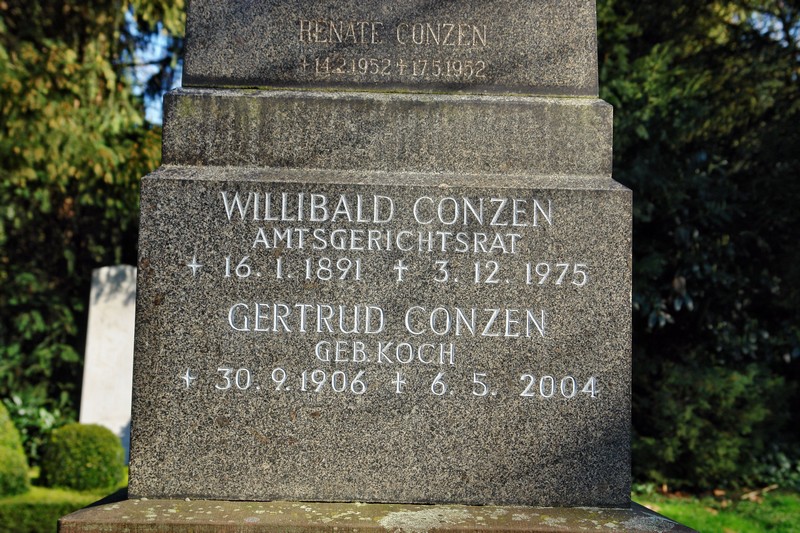 RENATE CONZEN
+ 14.2.1952 ✝ 17.5.1952
WILLIBALD CONZEN
AMTSGERICHTSRAT
+ 16. 1. 1891 ✝ 3. 12. 1975
GERTRUD CONZEN
GEB.KOCH
+ 30. 9. 1906 ✝ 6. 5. 2004